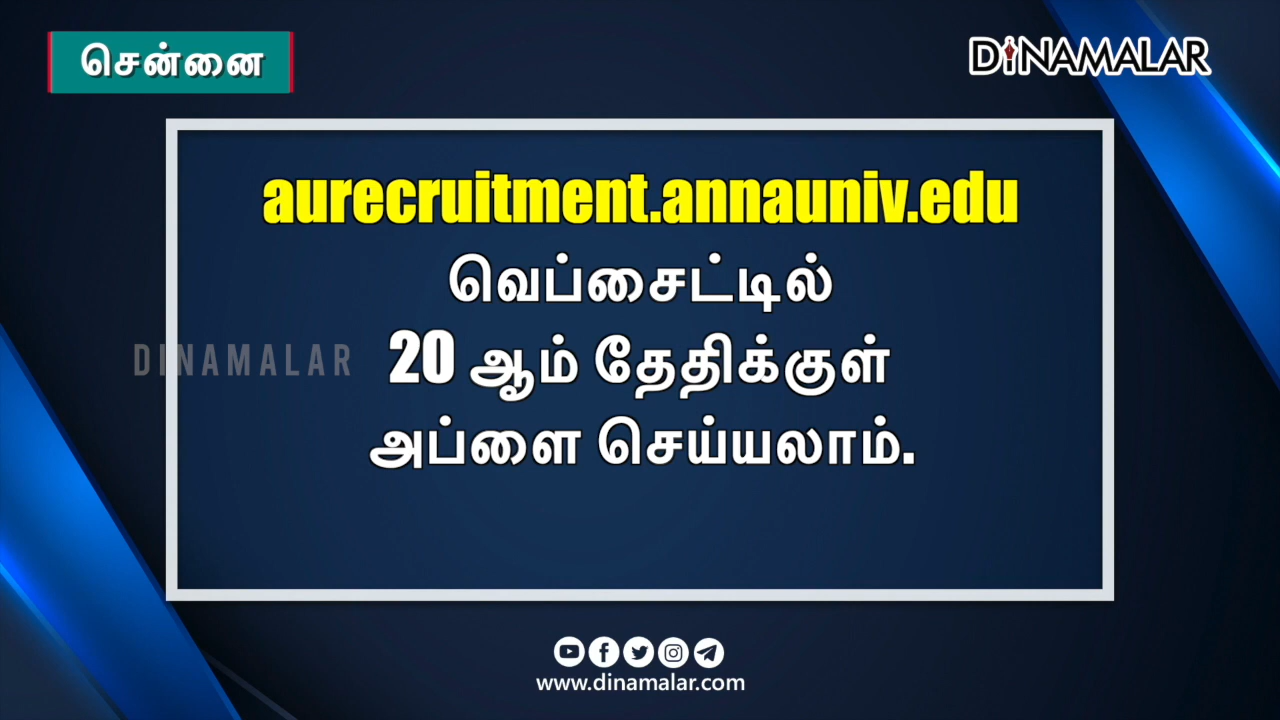 சென்னை
DINAMALAR
aurecruitment.annauniv.edu
வெப்சைட்டில்
DINAMALAR
20 ஆம் தேதிக்குள்
அப்ளை செய்யலாம்.
www.dinamalar.com